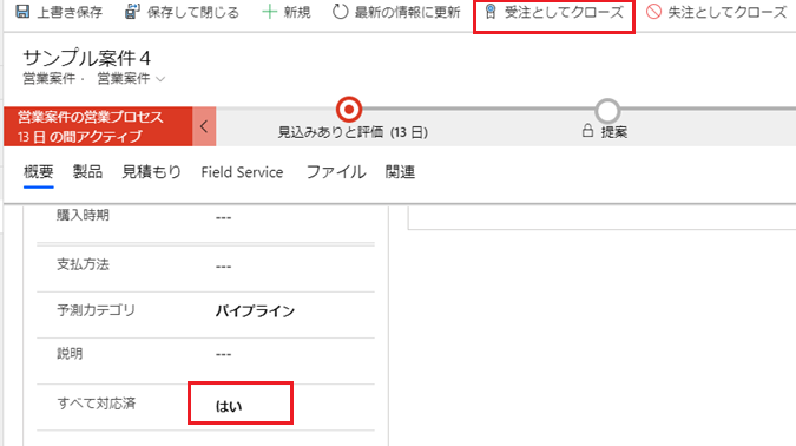 上書き保存 保存して閉じる 新規 最新の情報に更新 受注としてクローズ 失注としてクローズ
サンプル案件４
営業案件・ 営業案件
営業案件の営業プロセス
13 日 の間アクティブ
見込みありと評価 (13 日)
提案
概要 製品 見積もり Field Service ファイル 関連
購入時期 ---
支払方法 ---
予測カテゴリ パイプライン
説明 ---
すべて対応済 はい